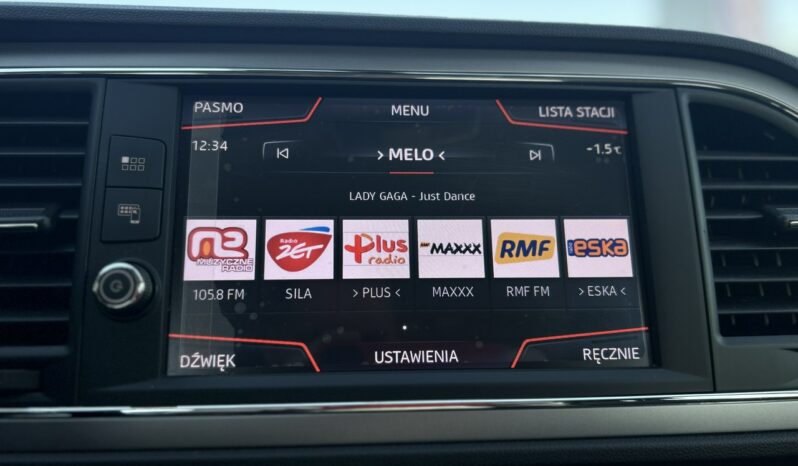 PASMO MENU LISTA STACJI
12:34 > MELO < -1.5℃
LADY GAGA - Just Dance
MUZYCZNE RADIO
Radio ZET
Plus radio
MAXXX
RMF
eska
105.8 FM SILA > PLUS < MAXXX RMF FM > ESKA <
DŹWIĘK USTAWIENIA RĘCZNIE